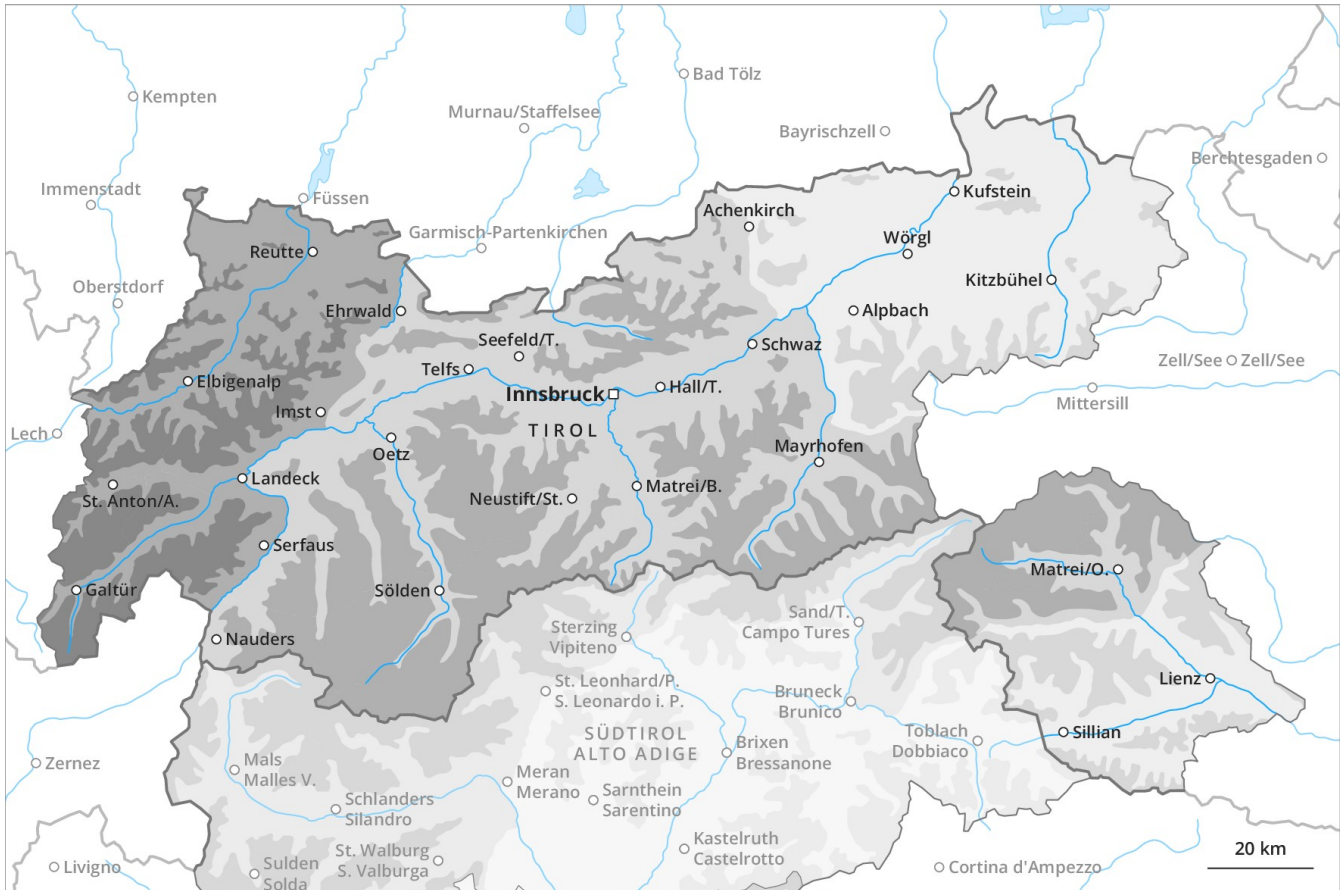 Bad Tölz
Kempten
Murnau/Staffelsee
Bayrischzell
Berchtesgaden
Immenstadt
Füssen
Kufstein
Achenkirch
Garmisch-Partenkirchen
Wörgl
Reutte
Kitzbühel
Oberstdorf
Ehrwald
Alpbach
Seefeld/T.
Schwaz
Telfs
Zell/See
Zell/See
Elbigenalp
Innsbruck
Hall/T.
Mittersill
Imst
Lech
TIROL
Oetz
Mayrhofen
Landeck
St. Anton/A.
Neustift/St.
Matrei/B.
Serfaus
Matrei/O.
Galtür
Sölden
Sand/T.
Campo Tures
Nauders
Sterzing
Vipiteno
St. Leonhard/P.
S. Leonardo i. P.
Lienz
Bruneck
Brunico
SÜDTIROL
ALTO ADIGE
Toblach
Dobbiaco
Sillian
Brixen
Bressanone
Zernez
Mals
Malles V.
Meran
Merano
Sarnthein
Sarentino
Schlanders
Silandro
Kastelruth
Castelrotto
St. Walburg
S. Valburga
20 km
Livigno
Sulden
Solda
Cortina d'Ampezzo